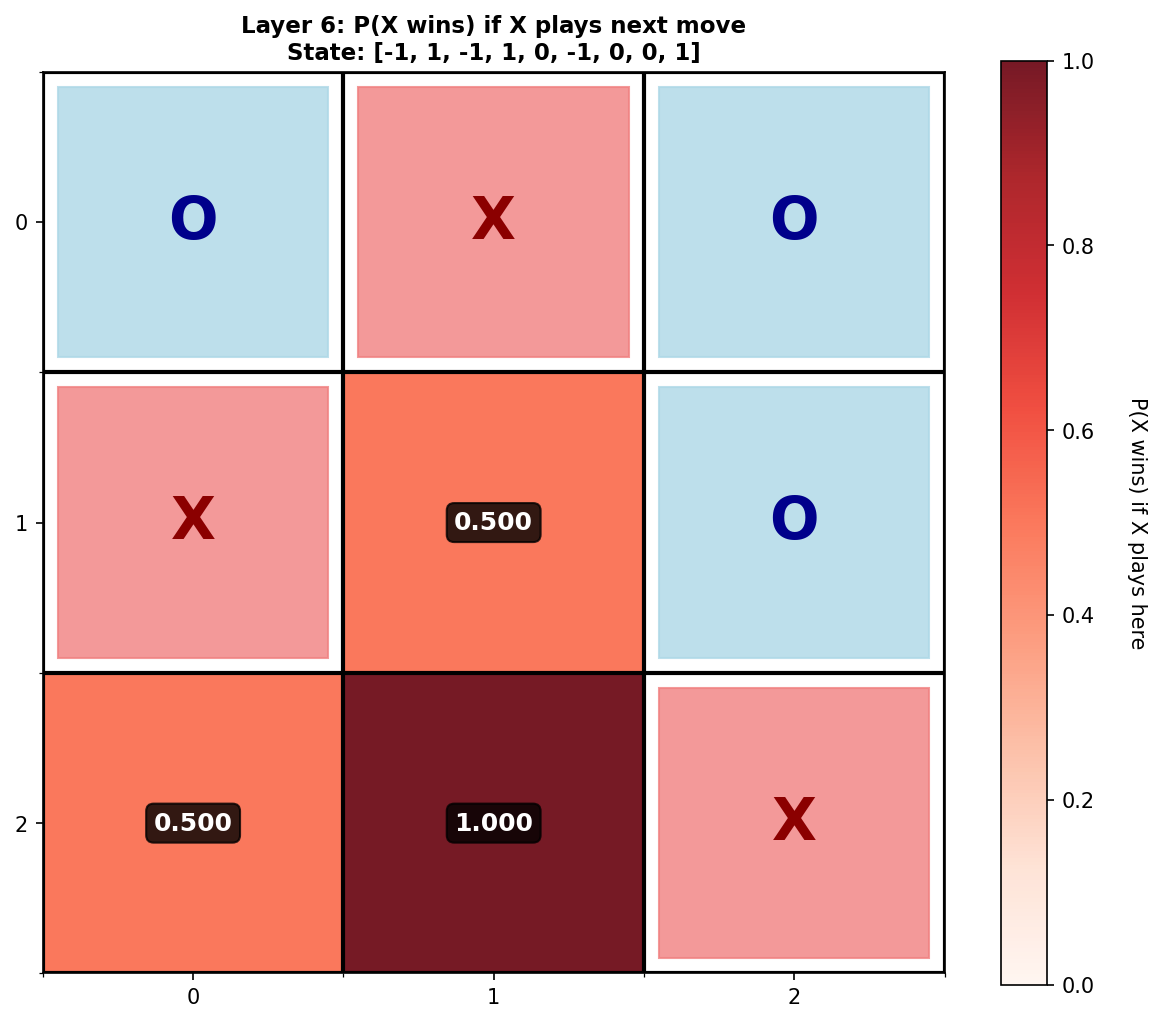 Layer 6: P(X wins) if X plays next move
State: [-1, 1, -1, 1, 0, -1, 0, 0, 1]
O X O
0
X 0.500 O
1
0.500 1.000 X
2
0 1 2
1.0
0.8
0.6
0.4
0.2
0.0
P(X wins) if X plays here